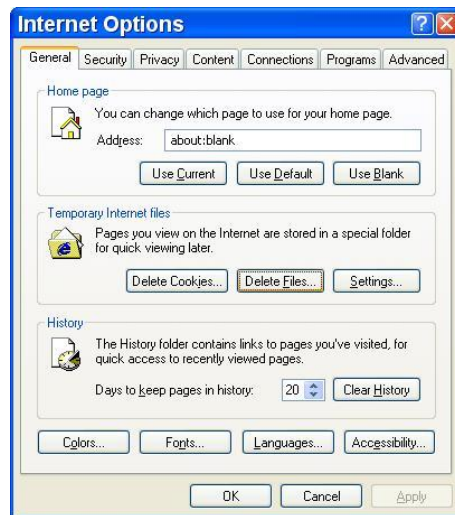 Internet Options
General Security Privacy Content Connections Programs Advanced
Home page
You can change which page to use for your home page.
Address: about:blank
Use Current Use Default Use Blank
Temporary Internet files
Pages you view on the Internet are stored in a special folder
for quick viewing later.
Delete Cookies... Delete Files... Settings...
History
The History folder contains links to pages you've visited, for
quick access to recently viewed pages.
Days to keep pages in history: 20 Clear History
Colors... Fonts... Languages... Accessibility...
OK Cancel Apply